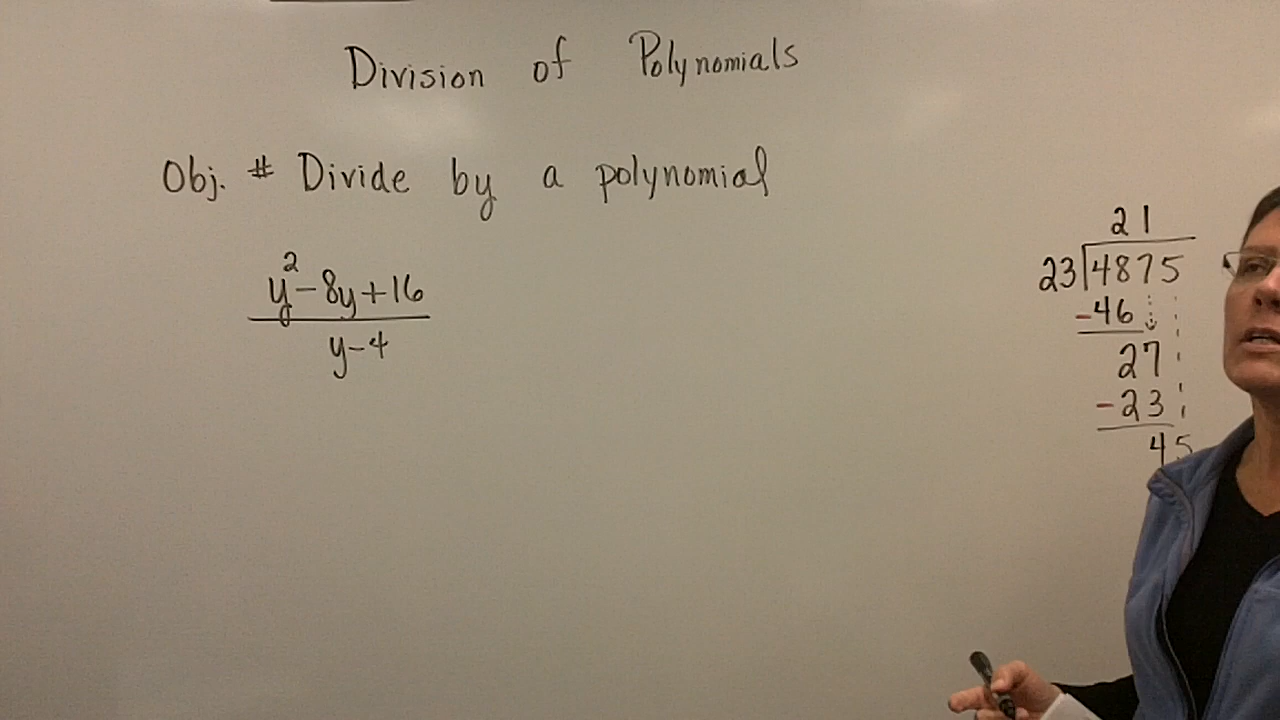 Division of Polynomials
Obj. # Divide by a polynomial
y²-8y+16
y-4
21
23 4875
-46
27
-23
45